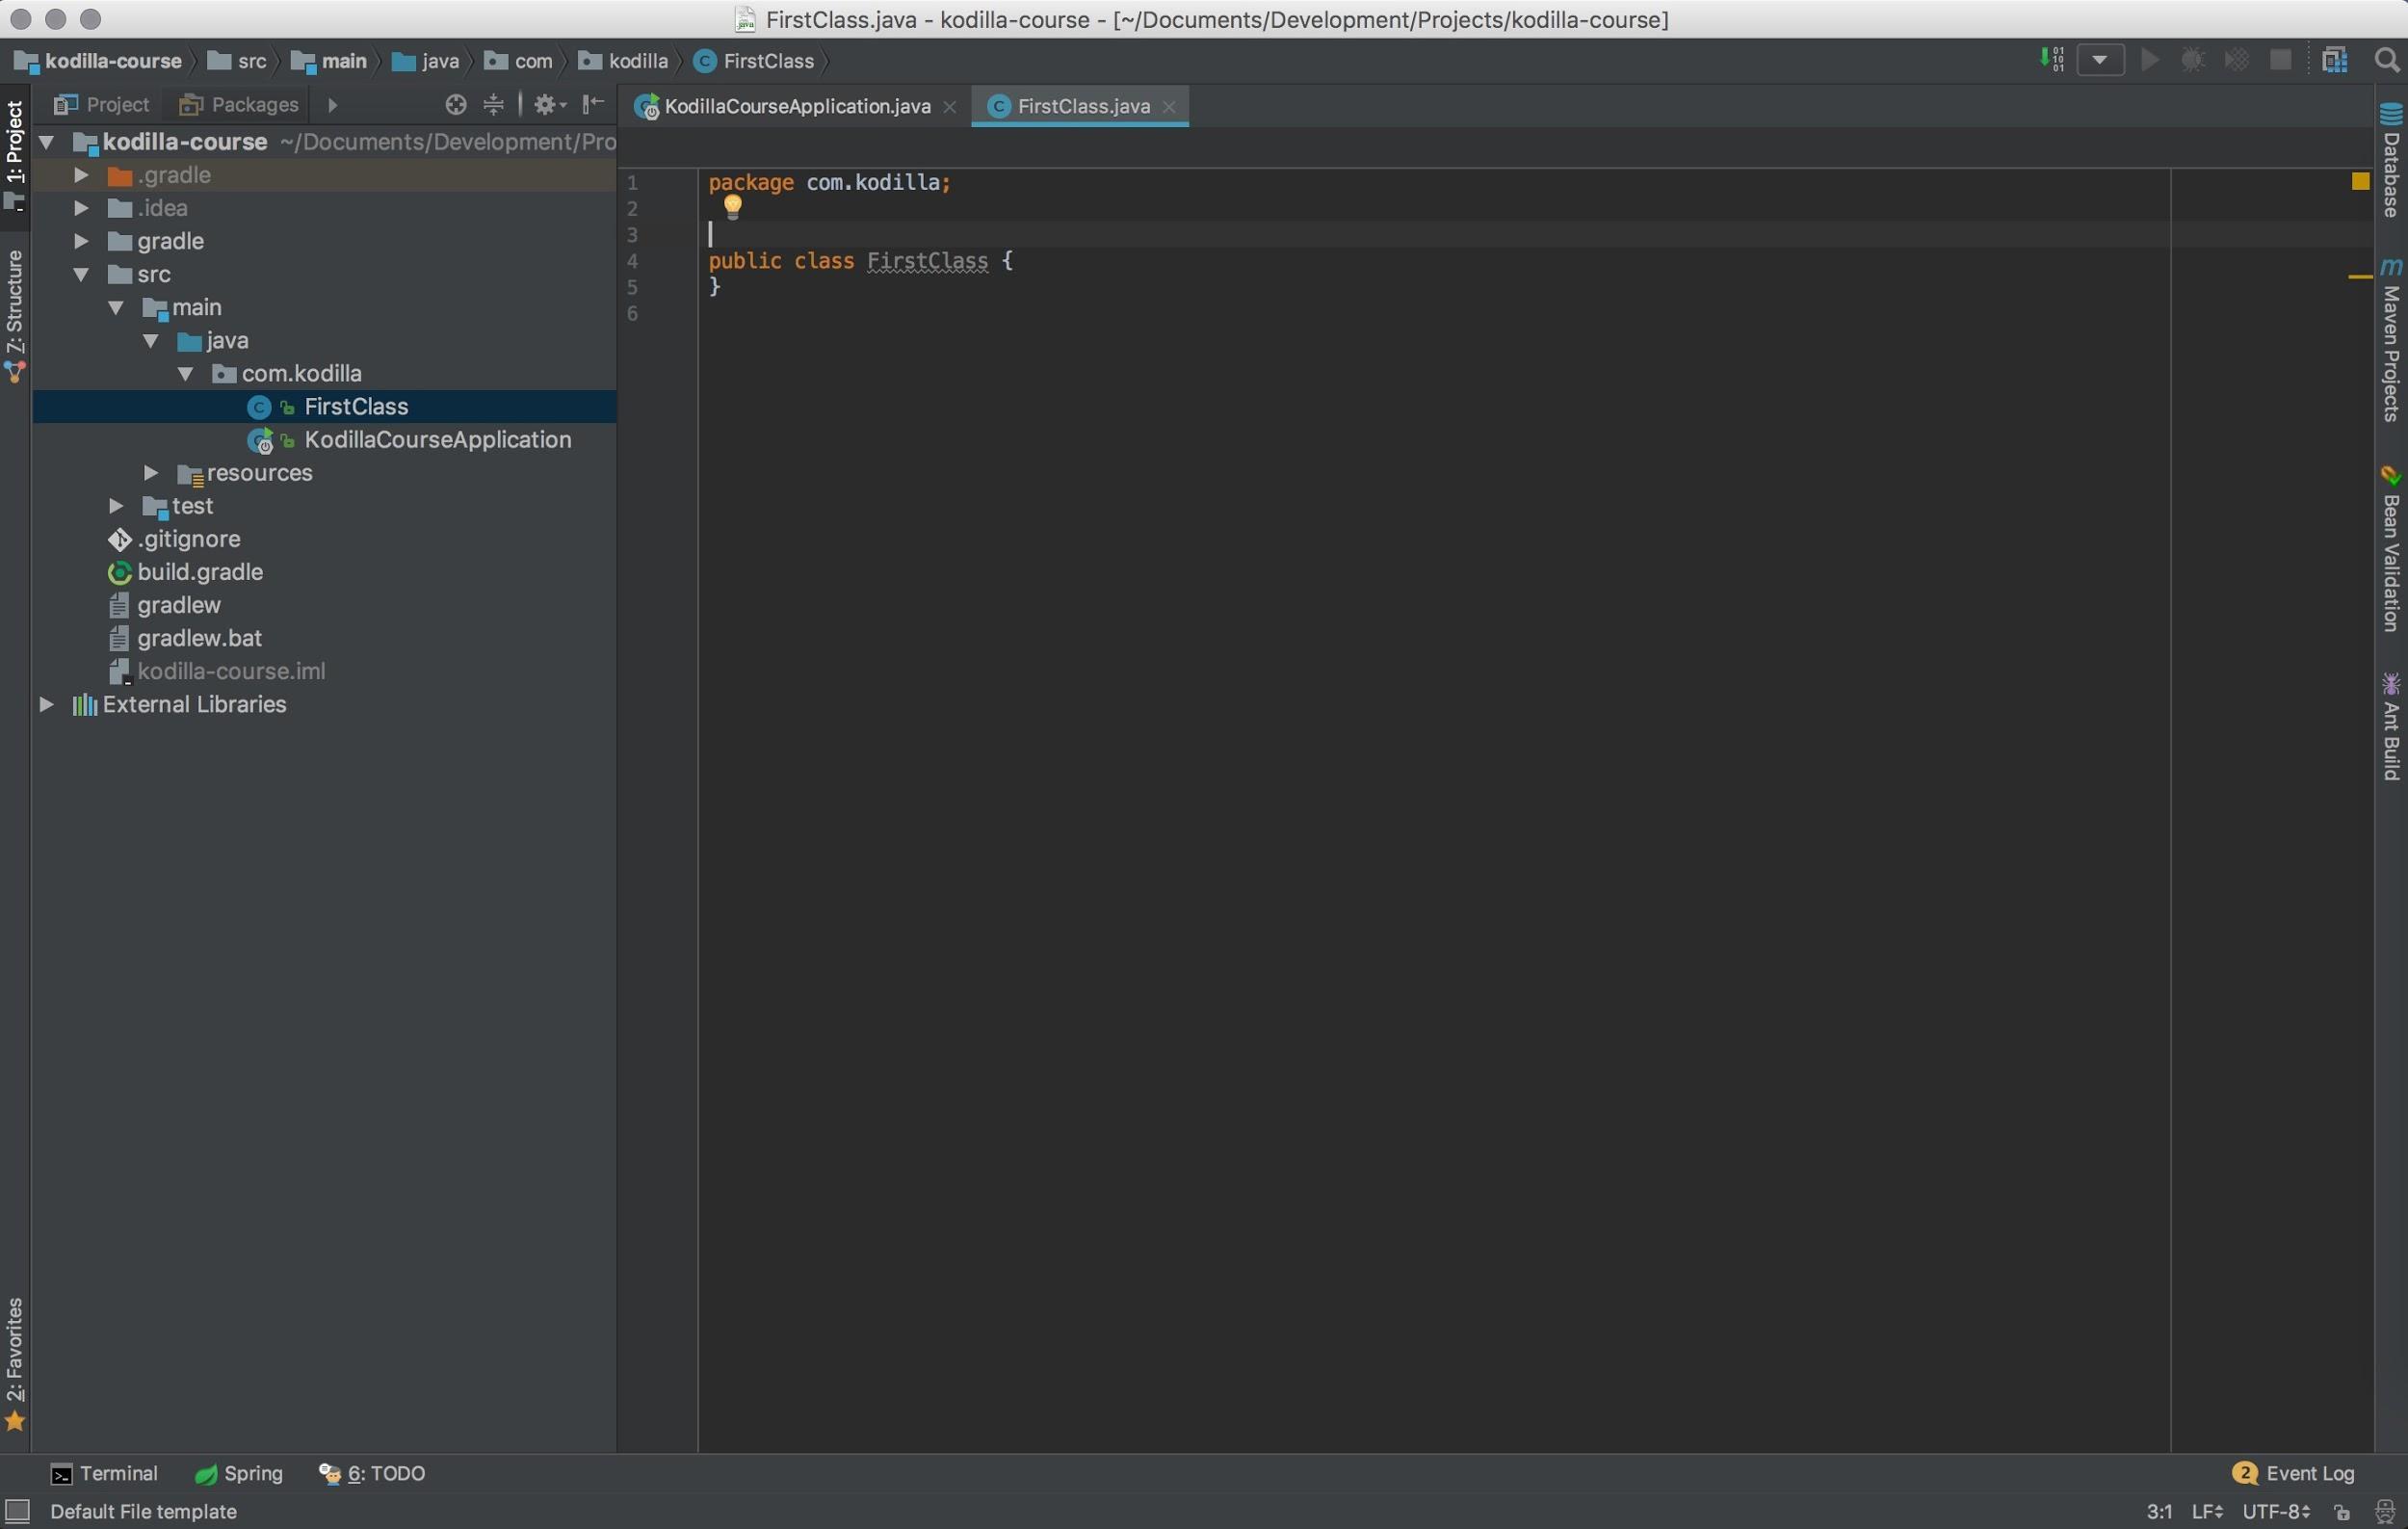 FirstClass.java - kodilla-course - [~/Documents/Development/Projects/kodilla-course]
kodilla-course src main java com kodilla FirstClass
Project Packages
KodillaCourseApplication.java FirstClass.java
1: Project
7: Structure
2: Favorites
kodilla-course ~/Documents/Development/Pro
.gradle
.idea
gradle
src
main
java
com.kodilla
FirstClass
KodillaCourseApplication
resources
test
.gitignore
build.gradle
gradlew
gradlew.bat
kodilla-course.iml
External Libraries
1 package com.kodilla;
2
3
4 public class FirstClass {
5 }
6
Database
Maven Projects
Bean Validation
Ant Build
Terminal Spring 6: TODO 2 Event Log
Default File template 3:1 LF UTF-8